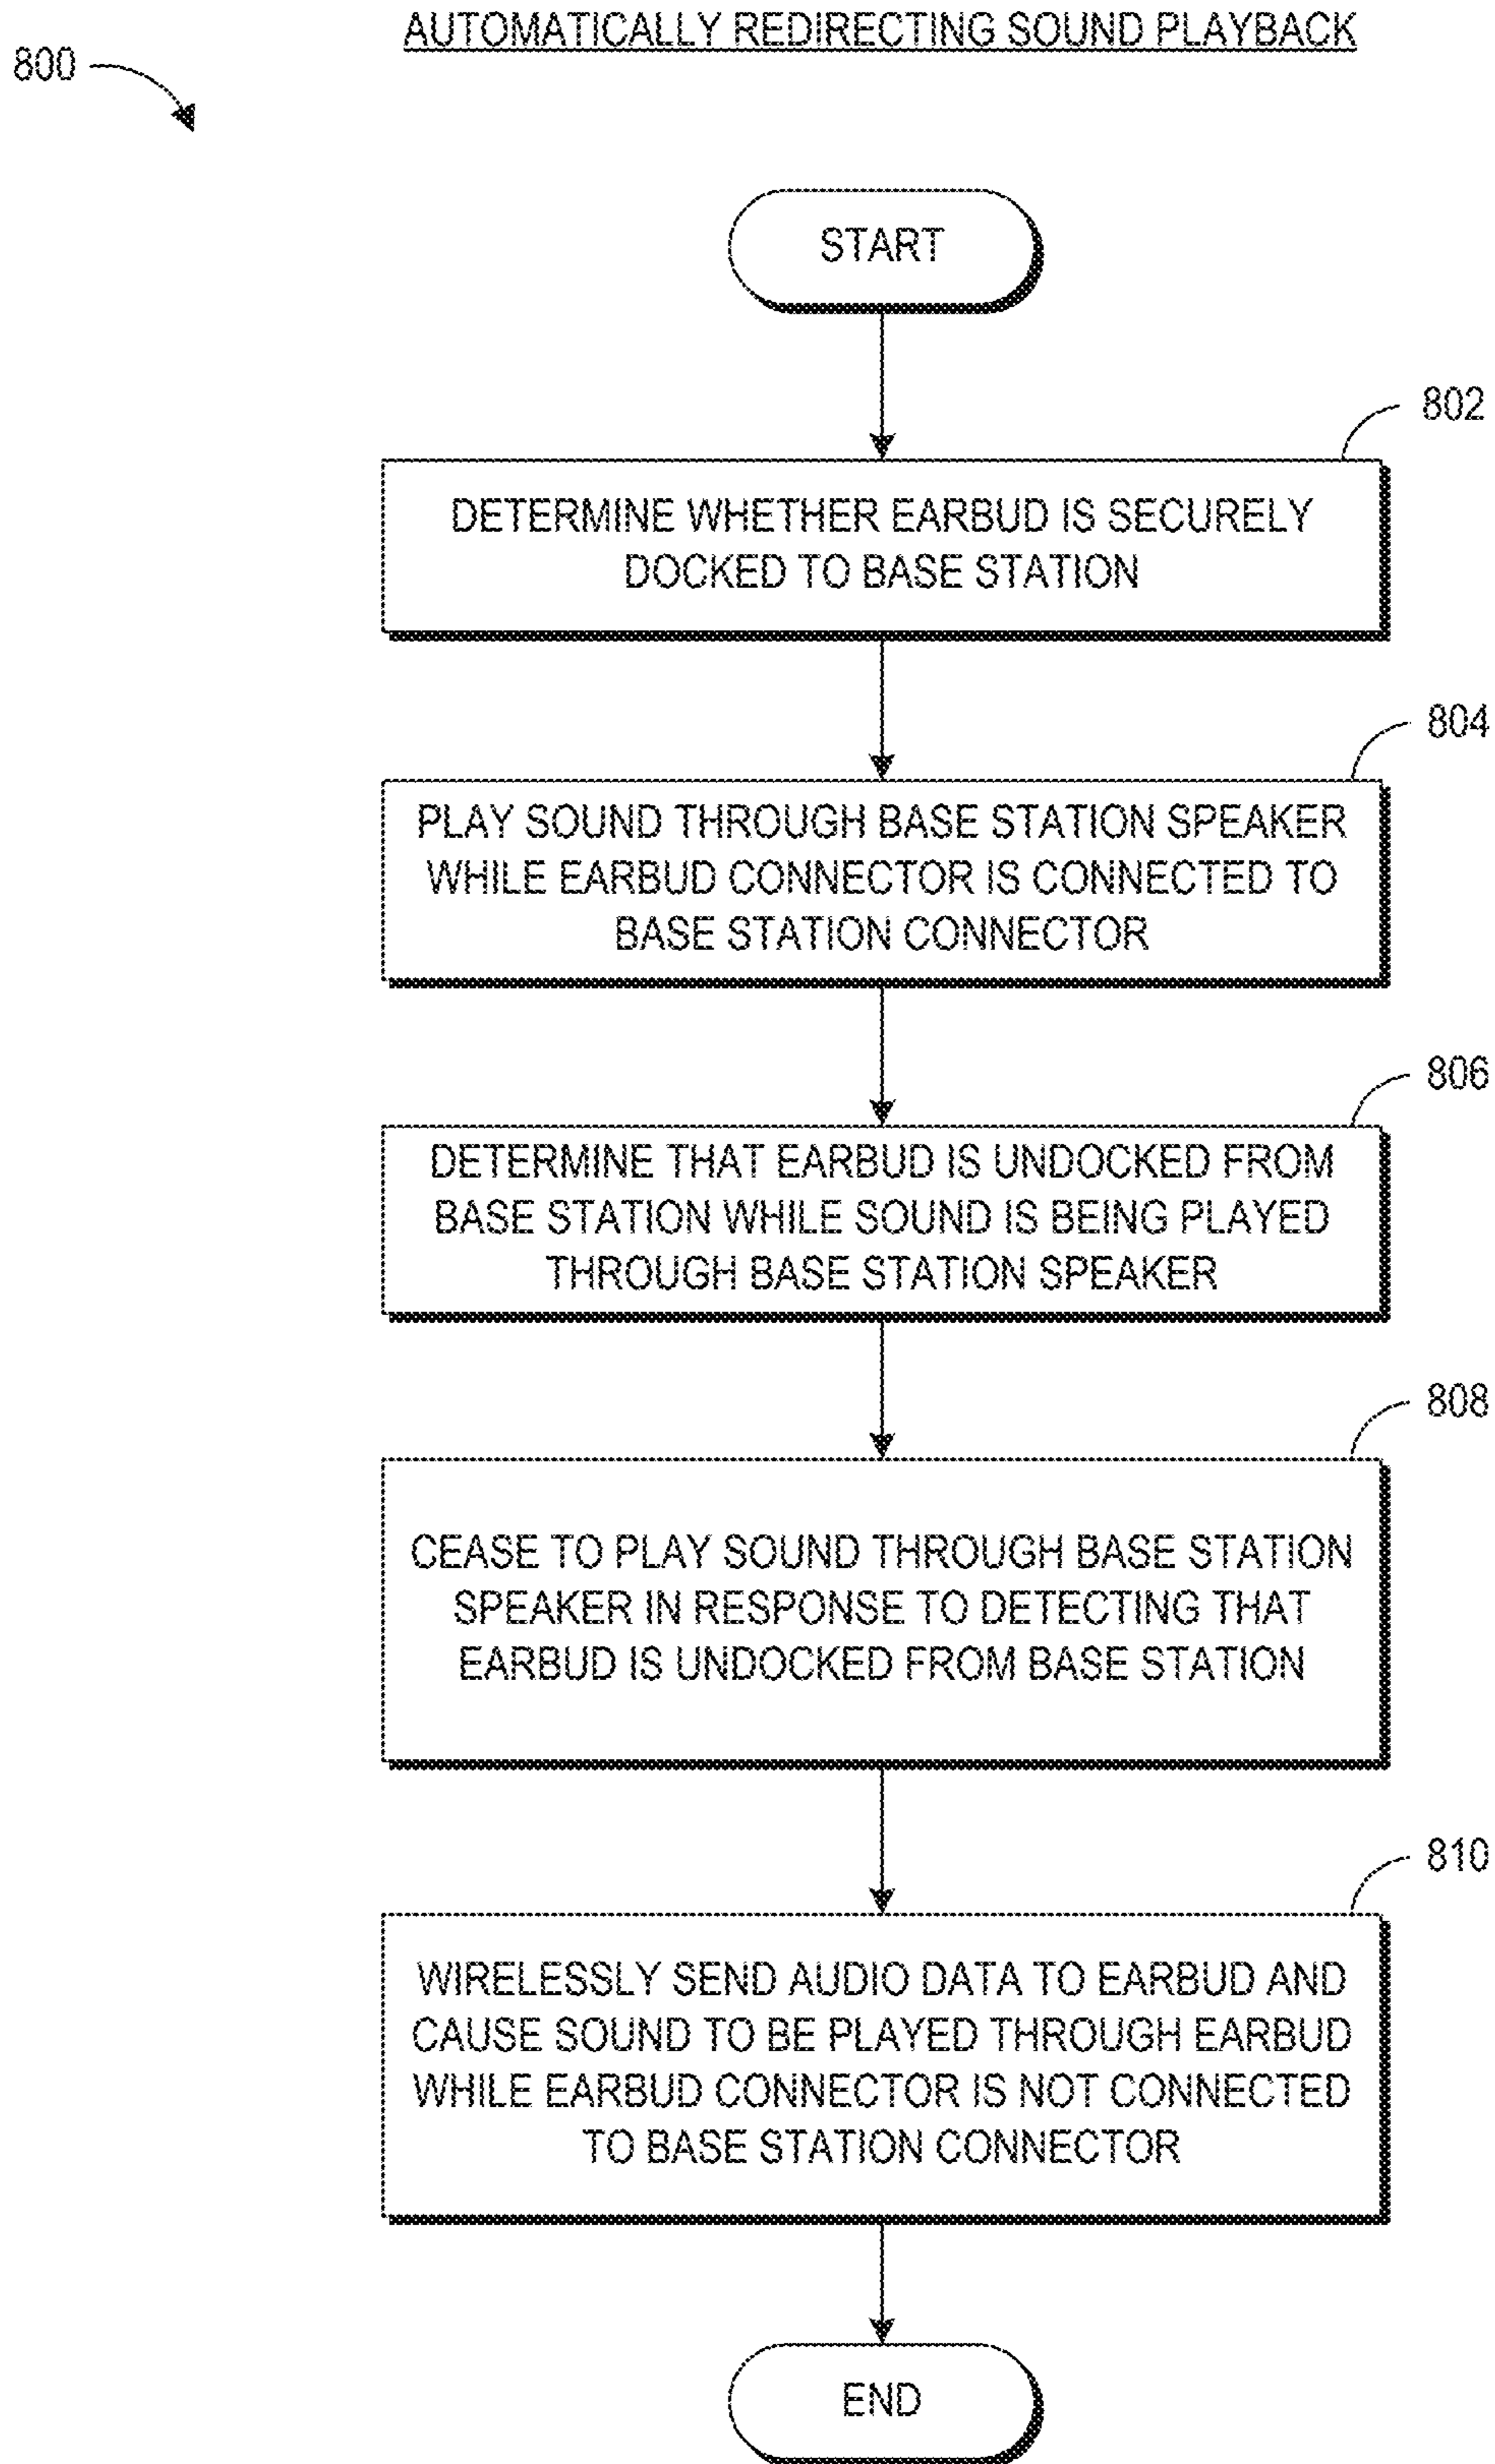 AUTOMATICALLY REDIRECTING SOUND PLAYBACK
800
START
802
DETERMINE WHETHER EARBUD IS SECURELY
DOCKED TO BASE STATION
804
PLAY SOUND THROUGH BASE STATION SPEAKER
WHILE EARBUD CONNECTOR IS CONNECTED TO
BASE STATION CONNECTOR
806
DETERMINE THAT EARBUD IS UNDOCKED FROM
BASE STATION WHILE SOUND IS BEING PLAYED
THROUGH BASE STATION SPEAKER
808
CEASE TO PLAY SOUND THROUGH BASE STATION
SPEAKER IN RESPONSE TO DETECTING THAT
EARBUD IS UNDOCKED FROM BASE STATION
810
WIRELESSLY SEND AUDIO DATA TO EARBUD AND
CAUSE SOUND TO BE PLAYED THROUGH EARBUD
WHILE EARBUD CONNECTOR IS NOT CONNECTED
TO BASE STATION CONNECTOR
END